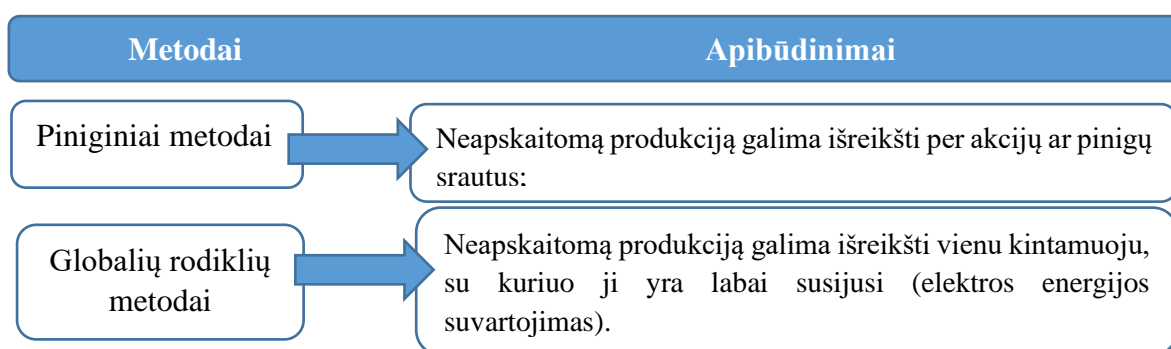 Metodai Apibūdinimai
Piniginiai metodai
Neapskaitomą produkciją galima išreikšti per akcijų ar pinigų
srautus;
Globalių rodiklių
metodai
Neapskaitomą produkciją galima išreikšti vienu kintamuoju,
su kuriuo ji yra labai susijusi (elektros energijos
suvartojimas).